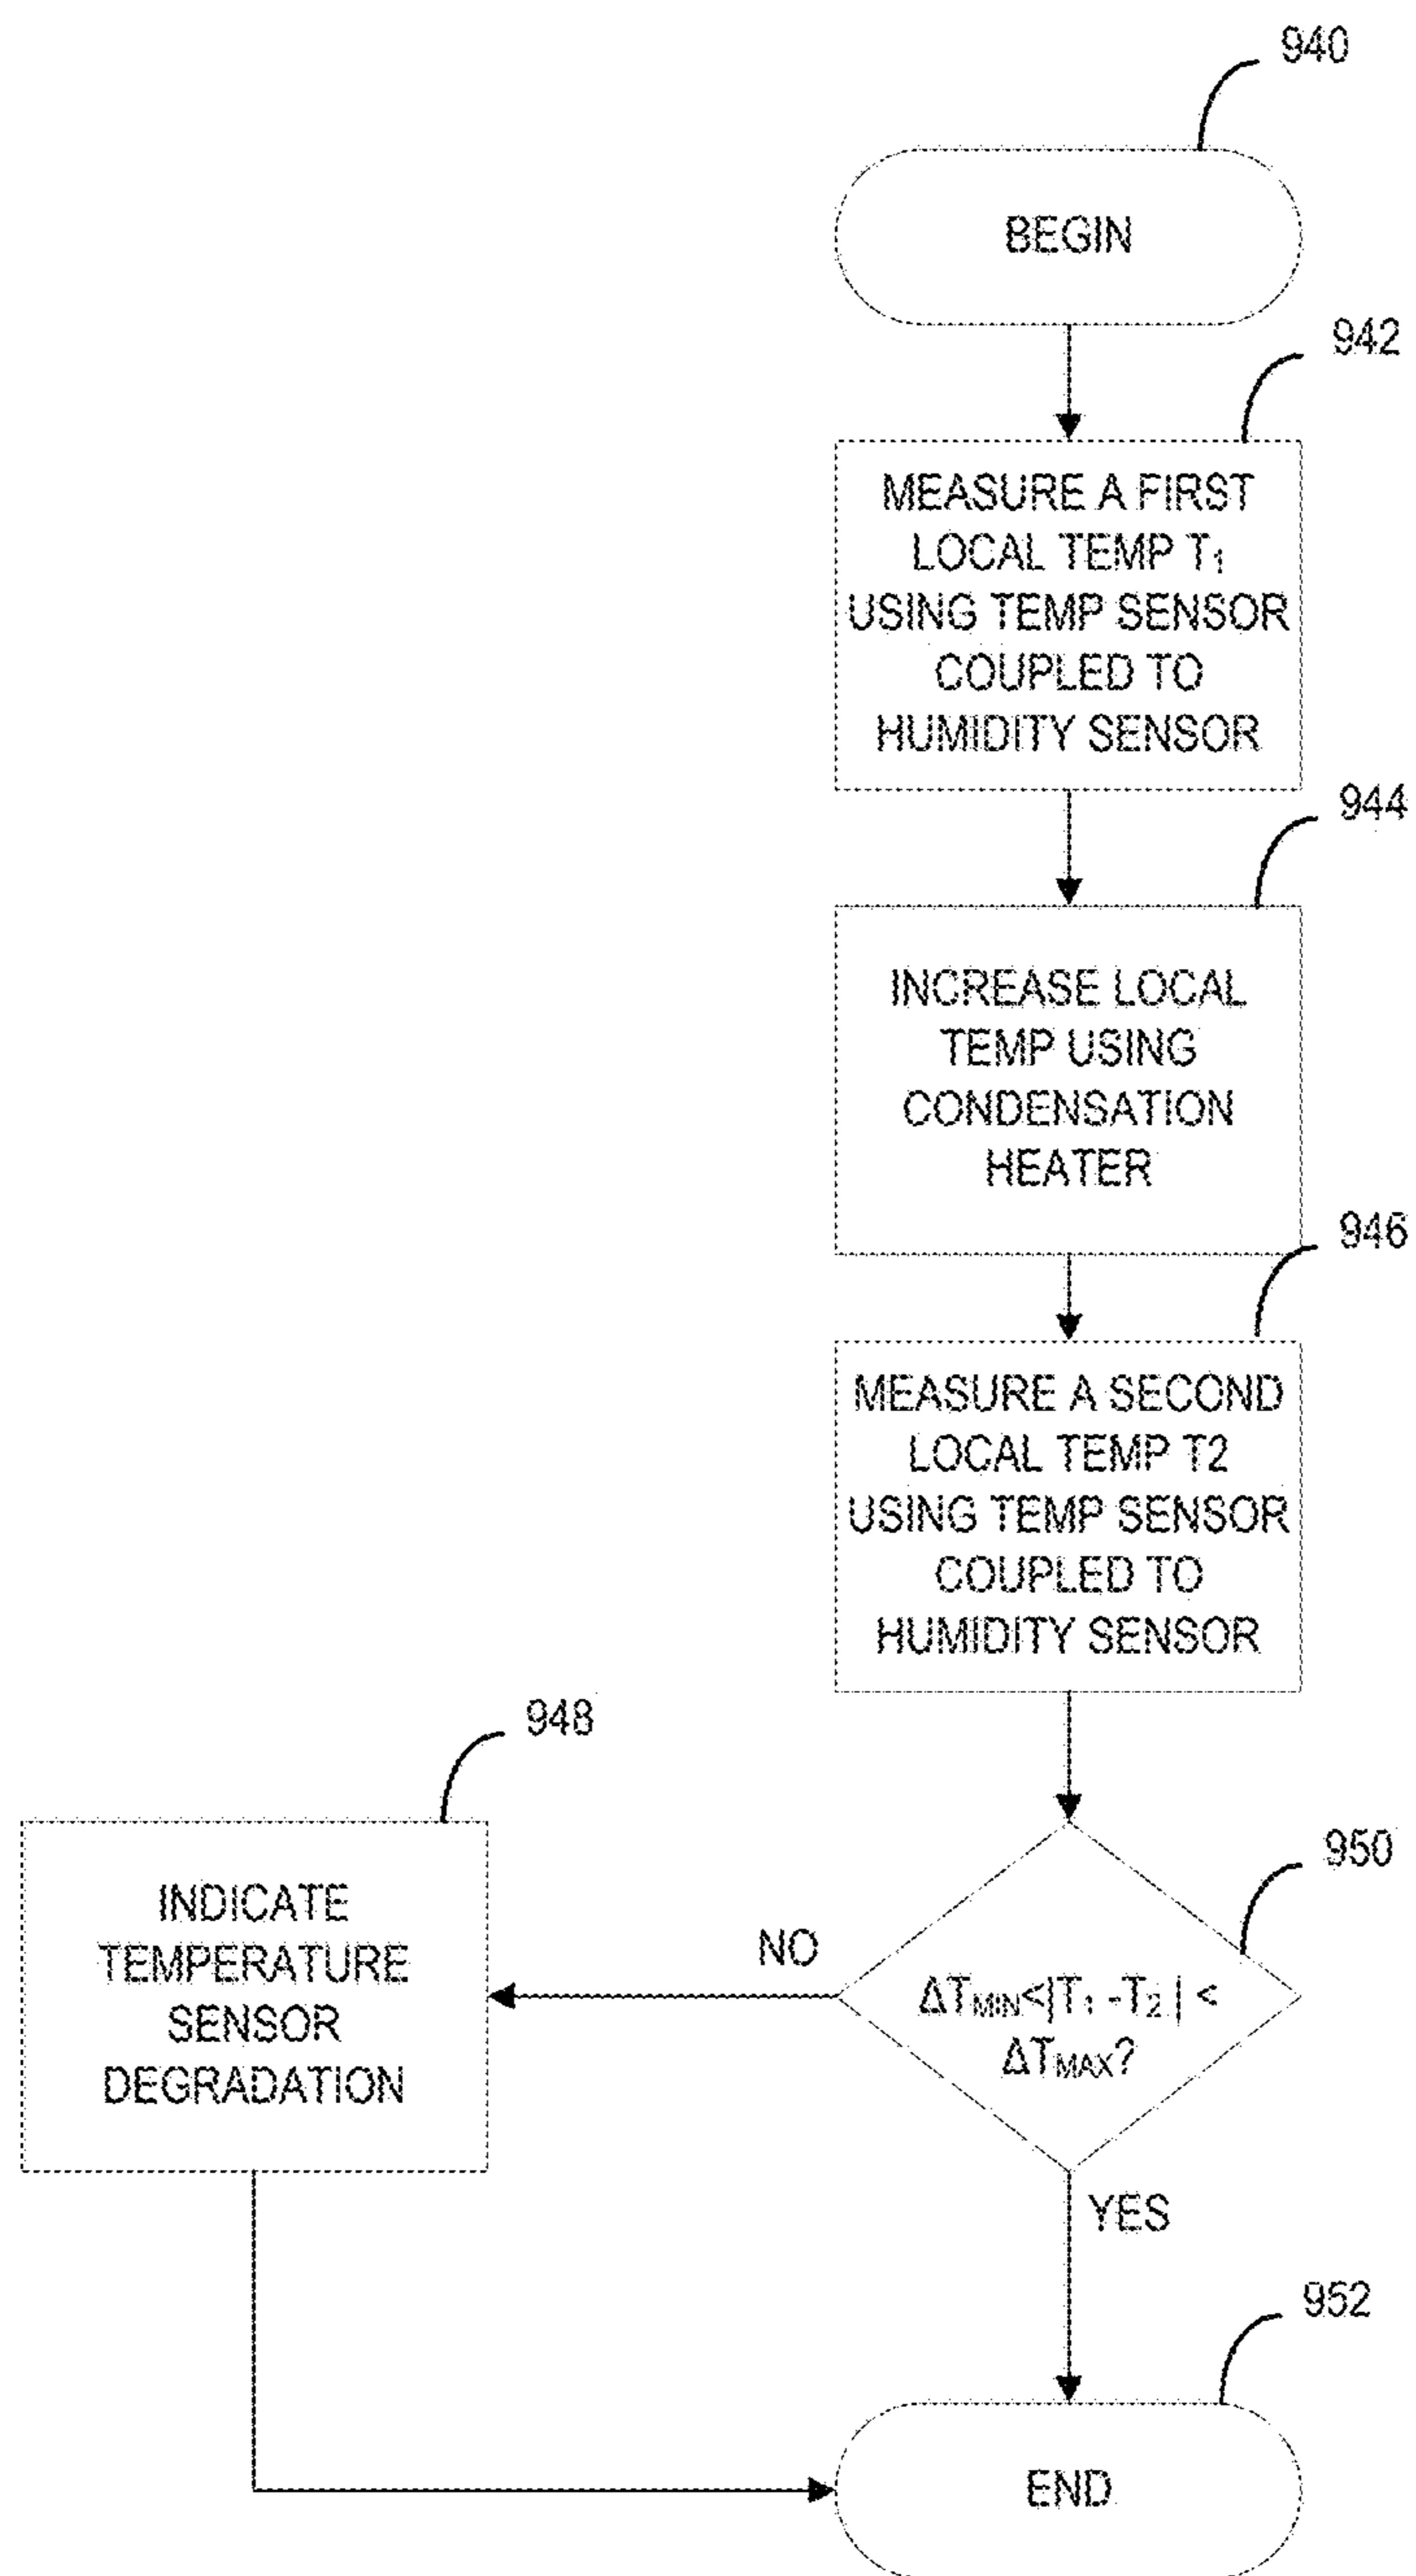 940
BEGIN
942
MEASURE A FIRST
LOCAL TEMP T₁
USING TEMP SENSOR
COUPLED TO
HUMIDITY SENSOR
944
INCREASE LOCAL
TEMP USING
CONDENSATION
HEATER
946
MEASURE A SECOND
LOCAL TEMP T2
USING TEMP SENSOR
COUPLED TO
HUMIDITY SENSOR
948
INDICATE
TEMPERATURE
SENSOR
DEGRADATION
NO
950
ΔTMIN<|T₁ -T₂ | <
ΔTMAX?
YES
952
END